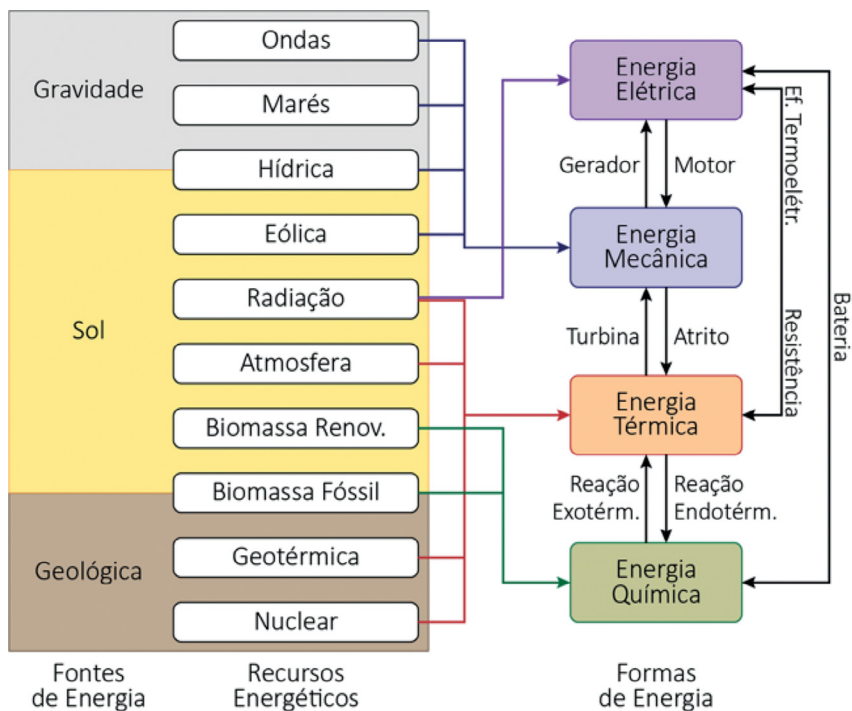 Gravidade
Sol
Geológica
Fontes
de Energia
Ondas
Marés
Hídrica
Eólica
Radiação
Atmosfera
Biomassa Renov.
Biomassa Fóssil
Geotérmica
Nuclear
Recursos
Energéticos
Energia
Elétrica
Gerador
Motor
Energia
Mecânica
Turbina
Atrito
Energia
Térmica
Reação
Exotérm.
Reação
Endotérm.
Energia
Química
Ef. Termoelétr.
Resistência
Bateria
Formas
de Energia